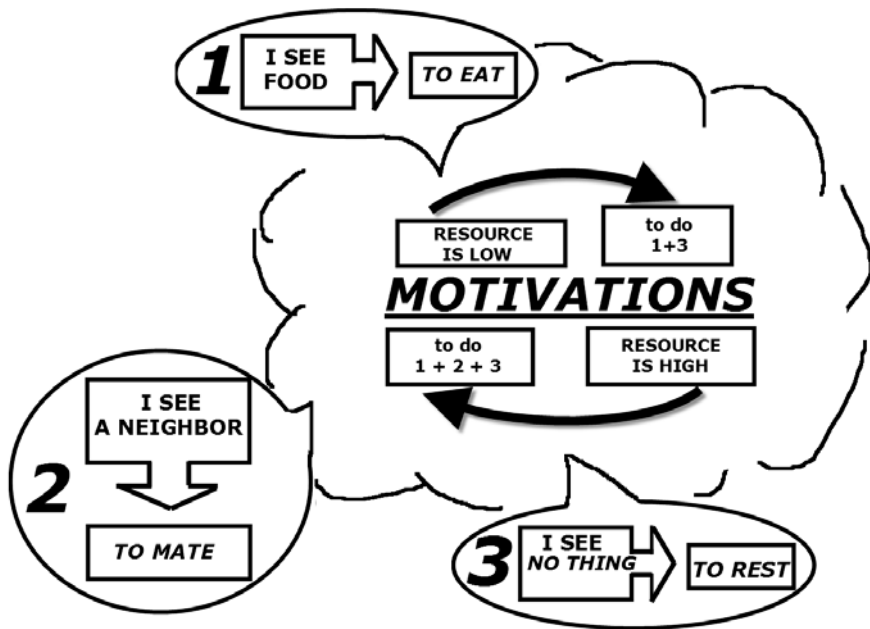 1
I SEE
FOOD
TO EAT
RESOURCE
IS LOW
to do
1+3
MOTIVATIONS
to do
1 + 2 + 3
RESOURCE
IS HIGH
2
I SEE
A NEIGHBOR
TO MATE
3
I SEE
NO THING
TO REST